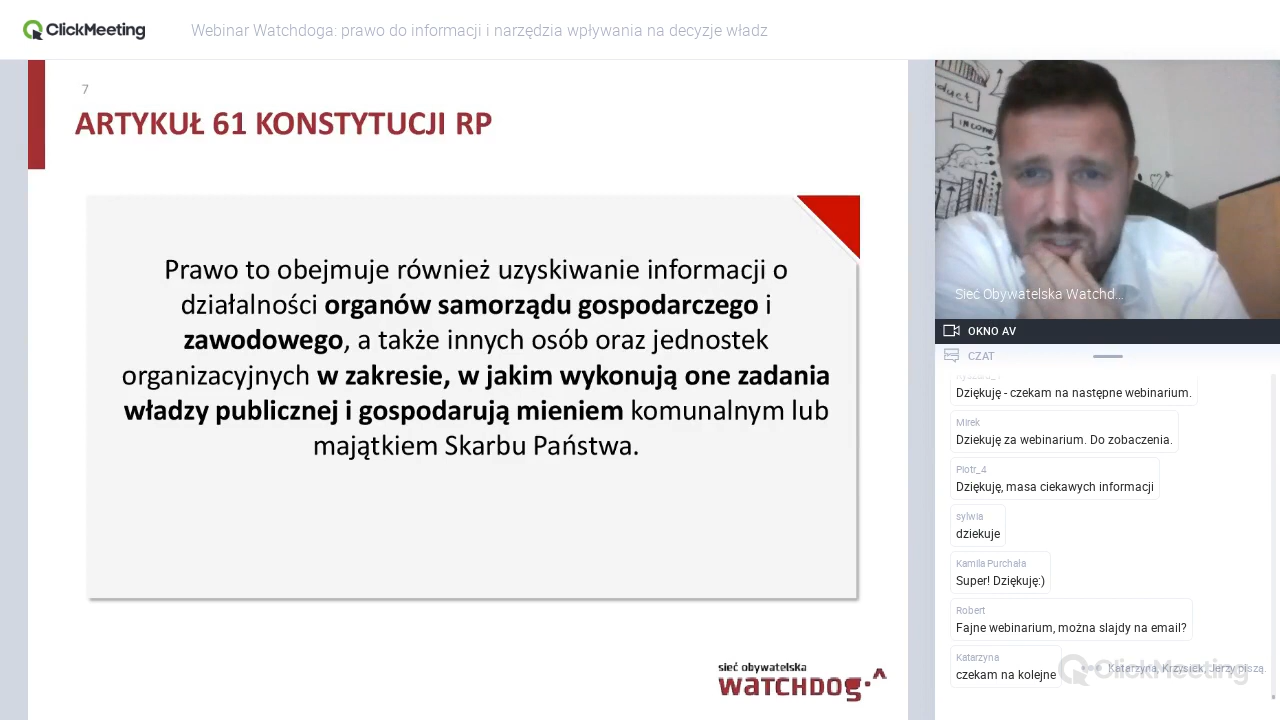 ClickMeeting
Webinar Watchdoga: prawo do informacji i narzędzia wpływania na decyzje władz
7
ARTYKUŁ 61 KONSTYTUCJI RP
Prawo to obejmuje również uzyskiwanie informacji o
działalności organów samorządu gospodarczego i
zawodowego, a także innych osób oraz jednostek
organizacyjnych w zakresie, w jakim wykonują one zadania
władzy publicznej i gospodarują mieniem komunalnym lub
majątkiem Skarbu Państwa.
sieć obywatelska
WATCHDOG
INCOME
Sieć Obywatelska Watchd...
OKNO AV
CZAT
Dziękuję - czekam na następne webinarium.
Mirek
Dziekuję za webinarium. Do zobaczenia.
Piotr_4
Dziękuję, masa ciekawych informacji
sylwia
dziekuje
Kamila Purchała
Super! Dziękuję:)
Robert
Fajne webinarium, można slajdy na email?
Katarzyna
czekam na kolejne
Katarzyna, Krzysiek, Jerzy piszą.
ClickMeeting